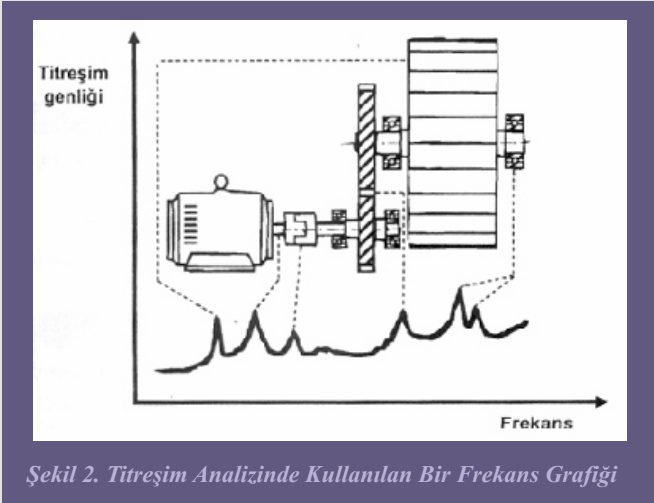 Titreşim
genliği
Frekans
Şekil 2. Titreşim Analizinde Kullanılan Bir Frekans Grafiği